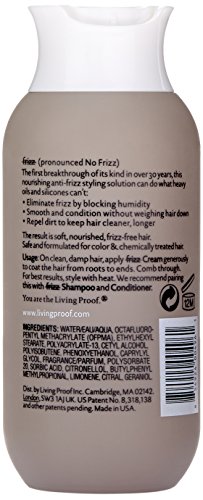 frizz (pronounced No Frizz)
The first breakthrough of its kind in over 30 years, this
nourishing anti-frizz styling solution can do what heavy
oils and silicones can't:
• Eliminate frizz by blocking humidity
• Smooth and condition without weighing hair down
• Repel dirt to keep hair cleaner, longer
The result is soft, nourished, frizz-free hair.
Safe and formulated for color & chemically treated hair.
Usage: On clean, damp hair, apply frizz Cream generously
to coat the hair from roots to ends. Comb through.
For best results, style with heat. We recommend using
this with frizz Shampoo and Conditioner.
You are the Living Proof.®
www.livingproof.com
12M
INGREDIENTS: WATER/EAU/AQUA, OCTAFLUORO-
PENTYL METHACRYLATE (OFPMA), ETHYLHEXYL
STEARATE, POLYACRYLATE-13, CETYL ALCOHOL,
POLYISOBUTENE, PHENOXYETHANOL, CAPRYLYL
GLYCOL, FRAGRANCE/PARFUM, POLYSORBATE
20, SORBIC ACID, CITRONELLOL, BUTYLPHENYL
METHYLPROPIONAL, LIMONENE, CITRAL, GERANIOL.
Dist. by Living Proof Inc. Cambridge, MA, 02142.
London, SW3 1AJ UK. US Patent No's. 8,318,138
and other patents pending. Made in USA.